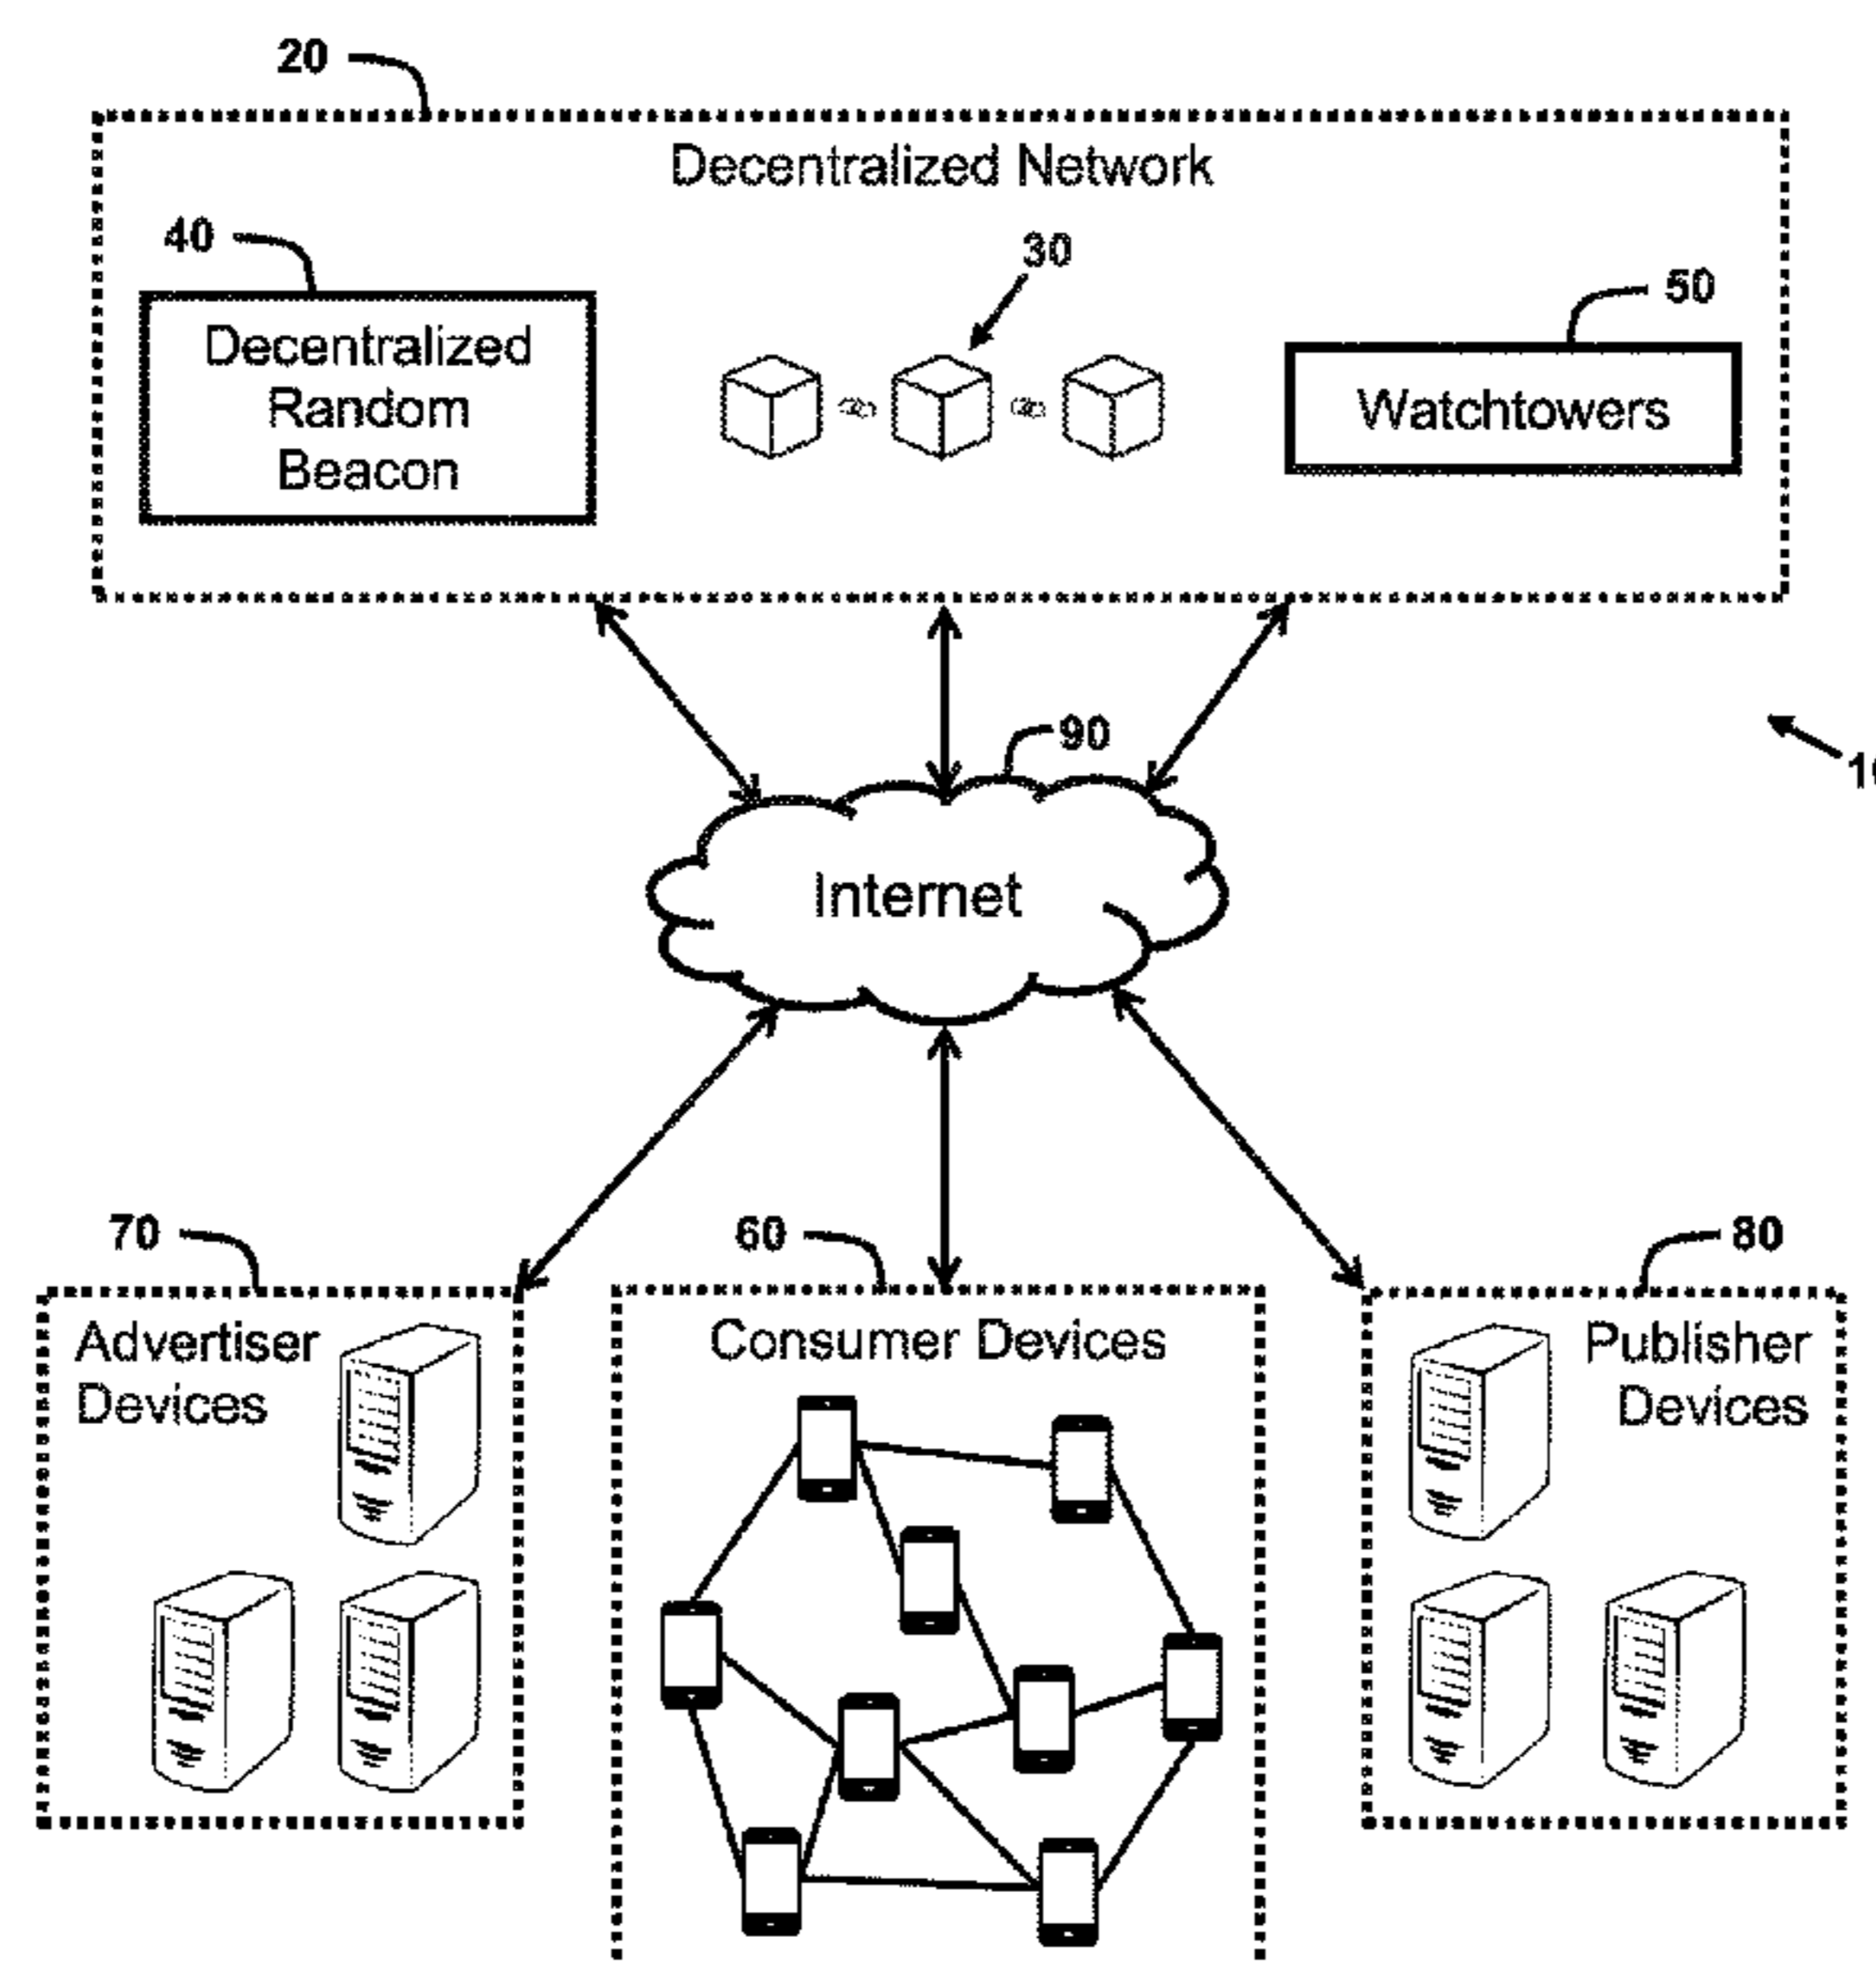 20
Decentralized Network
40
30
50
Decentralized
Random
Beacon
Watchtowers
90
Internet
70
60
80
Advertiser
Devices
Consumer Devices
Publisher
Devices